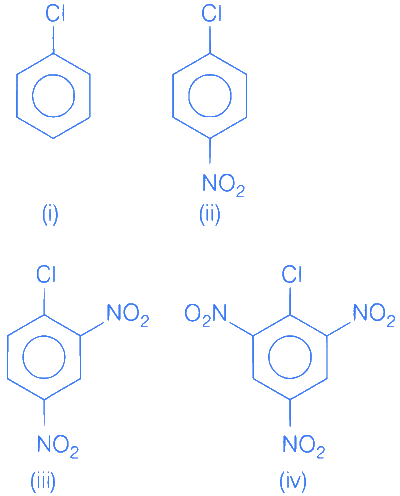 Cl Cl
NO₂
(i) (ii)
Cl Cl
NO₂ O₂N NO₂
NO₂ NO₂
(iii) (iv)